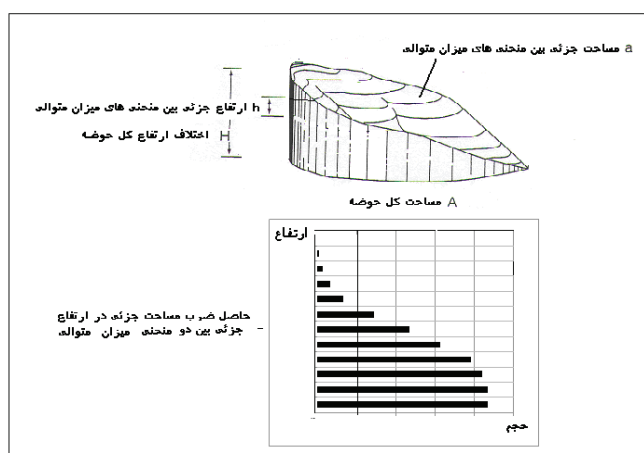 a مساحت جزئی بین منحنی های میزان متوالی
h ارتفاع جزئی بین منحنی های میزان متوالی
H اختلاف ارتفاع کل حوضه
A مساحت کل حوضه
ارتفاع
حاصل ضرب مساحت جزئی در ارتفاع
جزئی بین دو منحنی میزان متوالی
حجم